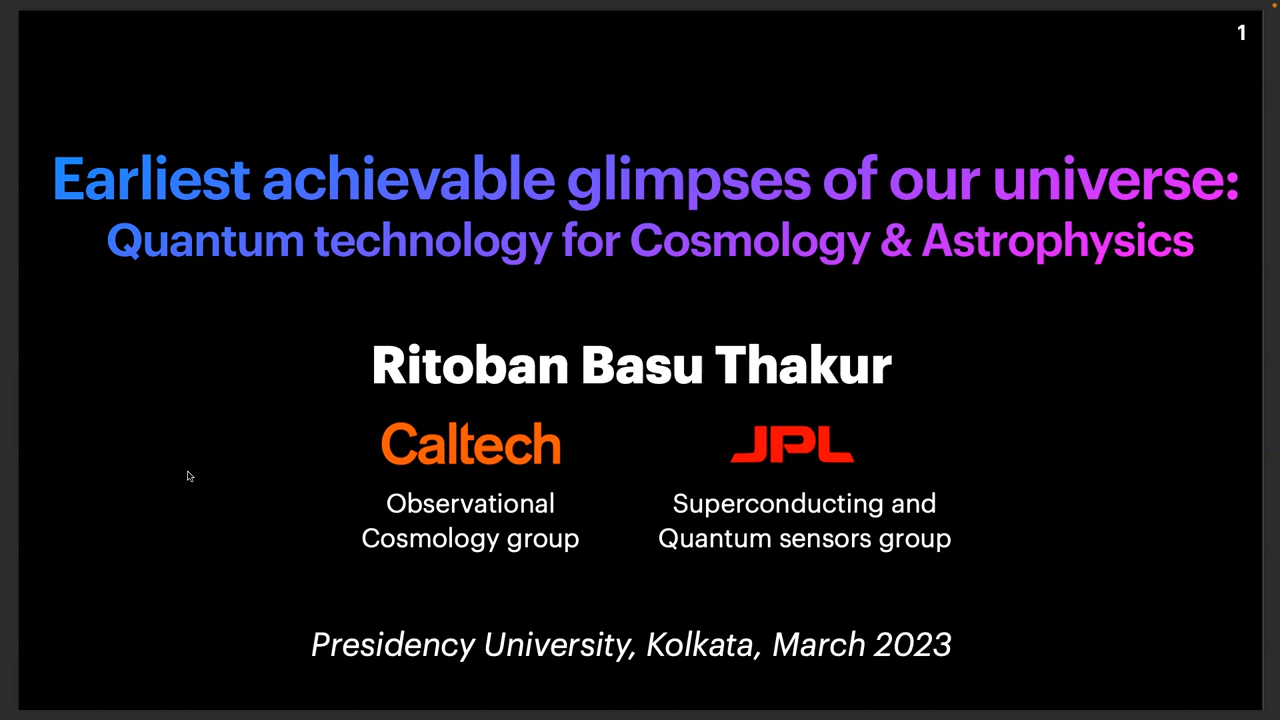 1
Earliest achievable glimpses of our universe:
Quantum technology for Cosmology & Astrophysics
Ritoban Basu Thakur
Caltech
Observational
Cosmology group
JPL
Superconducting and
Quantum sensors group
Presidency University, Kolkata, March 2023